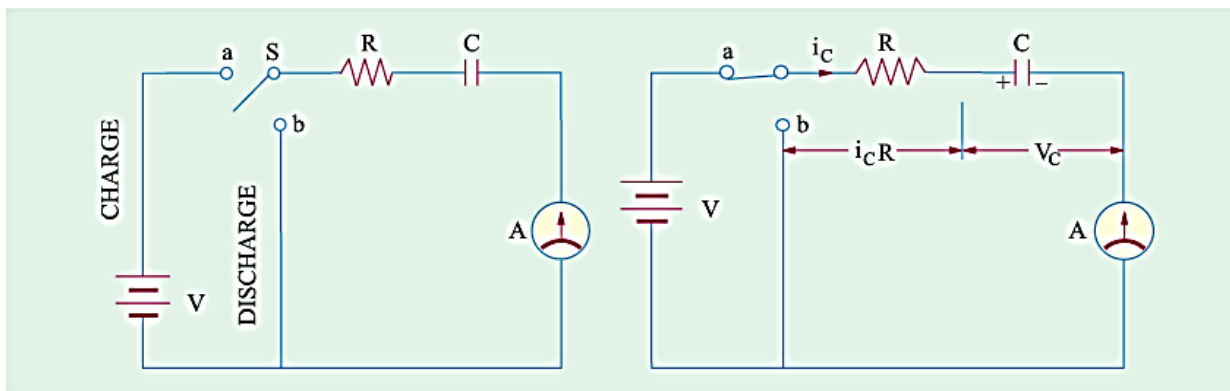 a S R C
b
CHARGE
DISCHARGE
V
A
a i_C R C
+ −
b
i_C R V_C
V
A